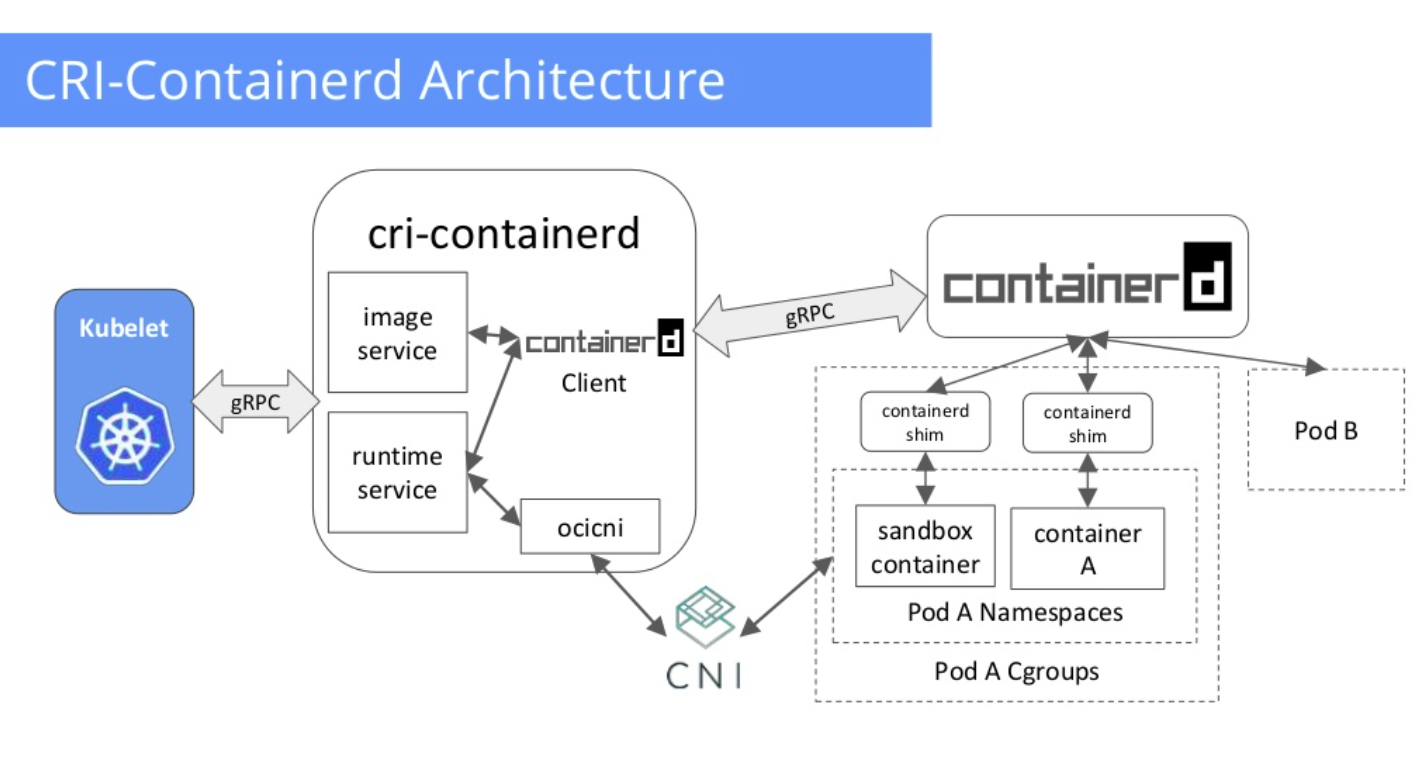 CRI-Containerd Architecture
cri-containerd
Kubelet
gRPC
image
service
runtime
service
containerd
Client
ocicni
gRPC
containerd
containerd
shim
containerd
shim
Pod B
sandbox
container
container
A
Pod A Namespaces
Pod A Cgroups
CNI